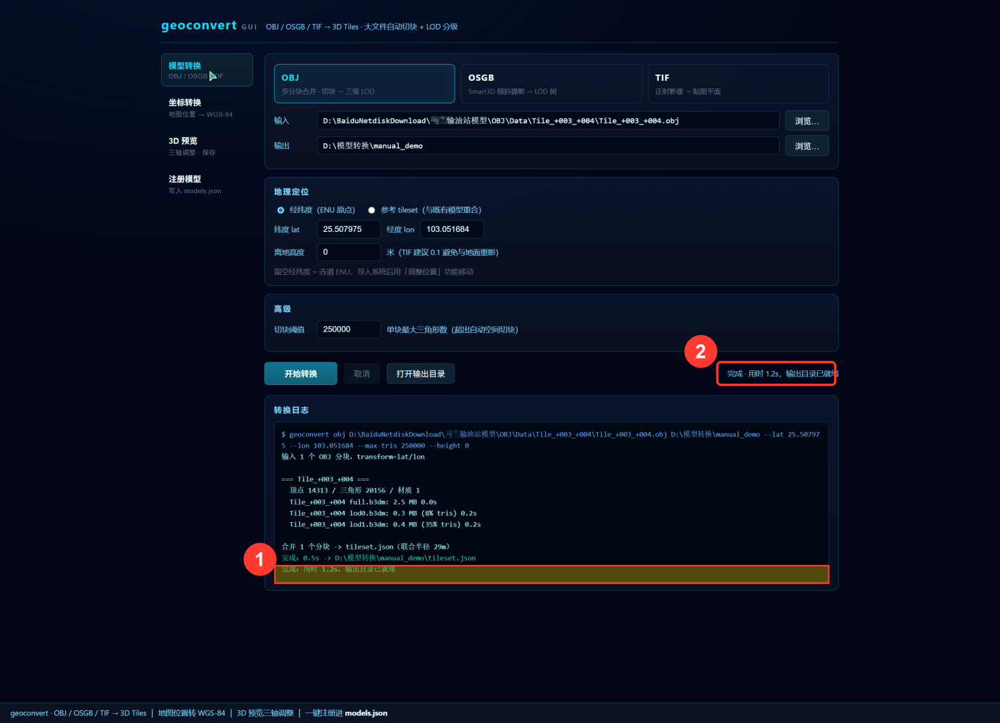 geoconvert GUI OBJ / OSGB / TIF → 3D Tiles · 大文件自动切块 + LOD 分级
模型转换
OBJ / OSGB / TIF
坐标转换
地图位置 → WGS-84
3D 预览
三轴调整 · 保存
注册模型
写入 models.json
OBJ
多分块合并 · 切块 → 三级 LOD
OSGB
Smart3D 倾斜摄影 → LOD 树
TIF
正射影像 → 贴图平面
输入 D:\BaiduNetdiskDownload\输油站模型\OBJ\Data\Tile_+003_+004\Tile_+003_+004.obj 浏览...
输出 D:\模型转换\manual_demo 浏览...
地理定位
经纬度（ENU 原点） 参考 tileset（与既有模型重合）
纬度 lat 25.507975 经度 lon 103.051684
离地高度 0 米（TIF 建议 0.1 避免与地面重影）
留空经纬度 = 赤道 ENU，导入系统后用「调整位置」功能移动
高级
切块阈值 250000 单块最大三角形数（超出自动空间切块）
2
开始转换 取消 打开输出目录 完成 · 用时 1.2s，输出目录已就绪
转换日志
$ geoconvert obj D:\BaiduNetdiskDownload\输油站模型\OBJ\Data\Tile_+003_+004\Tile_+003_+004.obj D:\模型转换\manual_demo --lat 25.50797
5 --lon 103.051684 --max-tris 250000 --height 0
输入 1 个 OBJ 分块，transform=lat/lon
=== Tile_+003_+004 ===
顶点 14313 / 三角形 20156 / 材质 1
Tile_+003_+004 full.b3dm: 2.5 MB 0.0s
Tile_+003_+004 lod0.b3dm: 0.3 MB (8% tris) 0.2s
Tile_+003_+004 lod1.b3dm: 0.4 MB (35% tris) 0.2s
合并 1 个分块 -> tileset.json（联合半径 29m）
1
完成: 0.5s -> D:\模型转换\manual_demo\tileset.json
完成: 用时 1.2s，输出目录已就绪
geoconvert · OBJ / OSGB / TIF → 3D Tiles | 地图位置转 WGS-84 | 3D 预览三轴调整 | 一键注册进 models.json